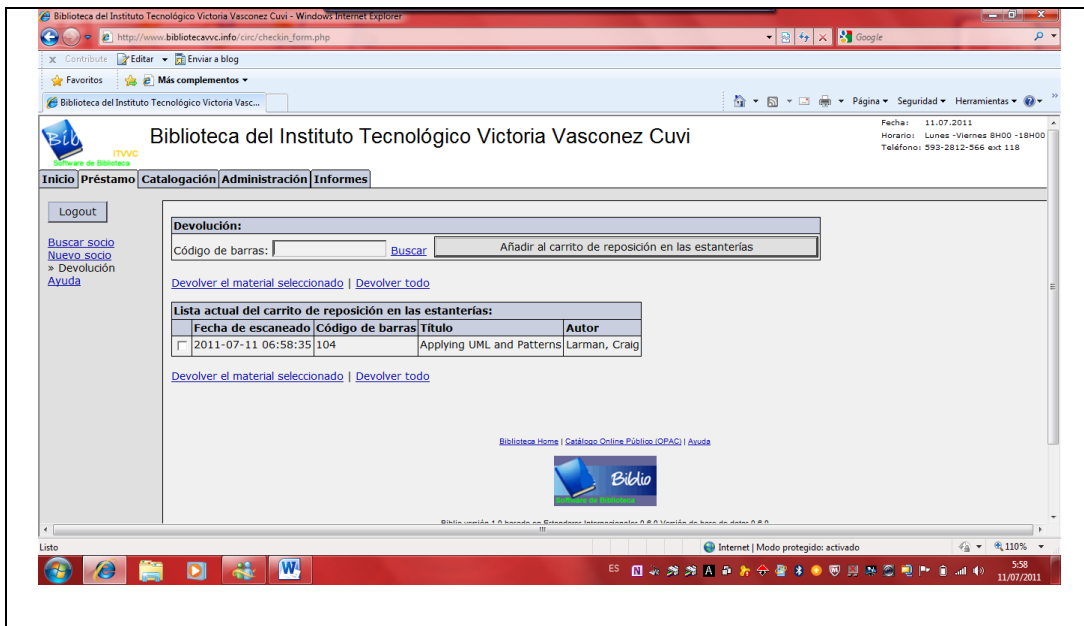 Biblioteca del Instituto Tecnológico Victoria Vasconez Cuvi - Windows Internet Explorer
http://www.bibliotecavvc.info/circ/checkin_form.php
Google
x Contribute Editar Enviar a blog
Favoritos Más complementos
Biblioteca del Instituto Tecnológico Victoria Vasc...
Página Seguridad Herramientas
Bib
ITVVC
Software de Biblioteca
Biblioteca del Instituto Tecnológico Victoria Vasconez Cuvi
Fecha: 11.07.2011
Horario: Lunes -Viernes 8H00 -18H00
Teléfono: 593-2812-566 ext 118
Inicio Préstamo Catalogación Administración Informes
Logout
Buscar socio
Nuevo socio
» Devolución
Ayuda
Devolución:
Código de barras: Buscar Añadir al carrito de reposición en las estanterías
Devolver el material seleccionado | Devolver todo
Lista actual del carrito de reposición en las estanterías:
Fecha de escaneado Código de barras Título Autor
2011-07-11 06:58:35 104 Applying UML and Patterns Larman, Craig
Devolver el material seleccionado | Devolver todo
Biblioteca Home | Catálogo Online Público (OPAC) | Ayuda
Biblio
Software de Biblioteca
Listo
Internet | Modo protegido: activado
110%
ES
5:58
11/07/2011